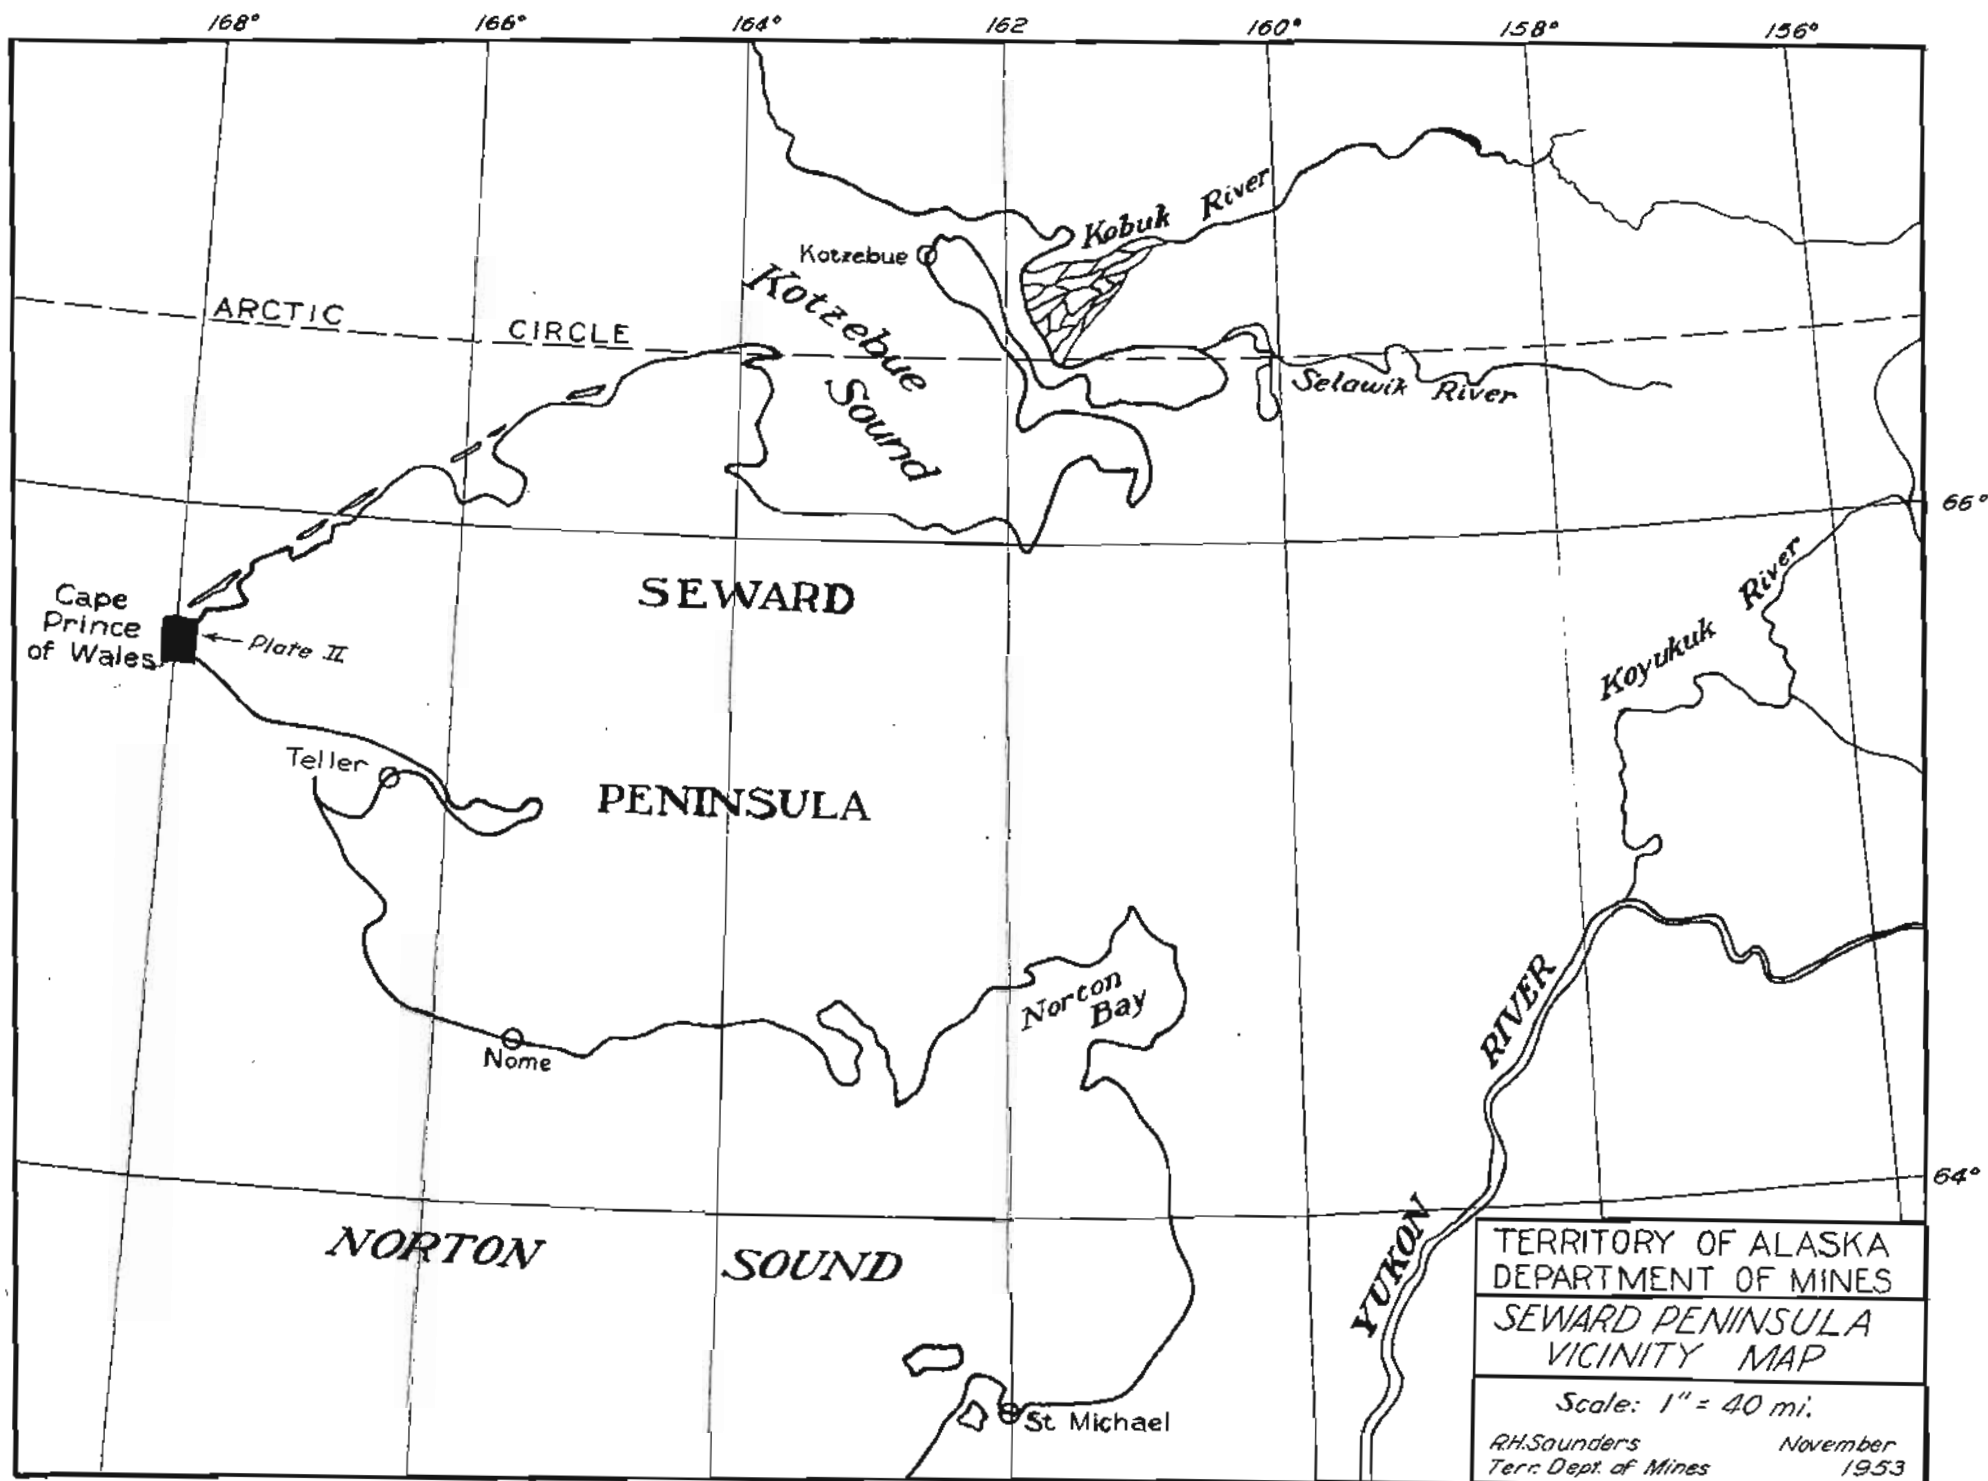 168° 166° 164° 162 160° 158° 156°
Kobuk River
Kotzebue
Kotzebue
Sound
ARCTIC CIRCLE
Selawik River
66°
Koyukuk River
SEWARD
Cape
Prince
of Wales
Plate II
Teller
PENINSULA
Norton
Bay
Nome
YUKON RIVER
64°
NORTON SOUND
St Michael
TERRITORY OF ALASKA
DEPARTMENT OF MINES
SEWARD PENINSULA
VICINITY MAP
Scale: 1" = 40 mi.
R.H.Saunders November
Terr. Dept. of Mines 1953